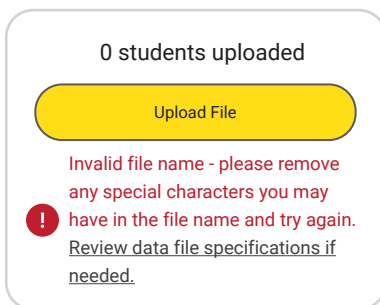 0 students uploaded
Upload File
Invalid file name - please remove
any special characters you may
have in the file name and try again.
Review data file specifications if
needed.